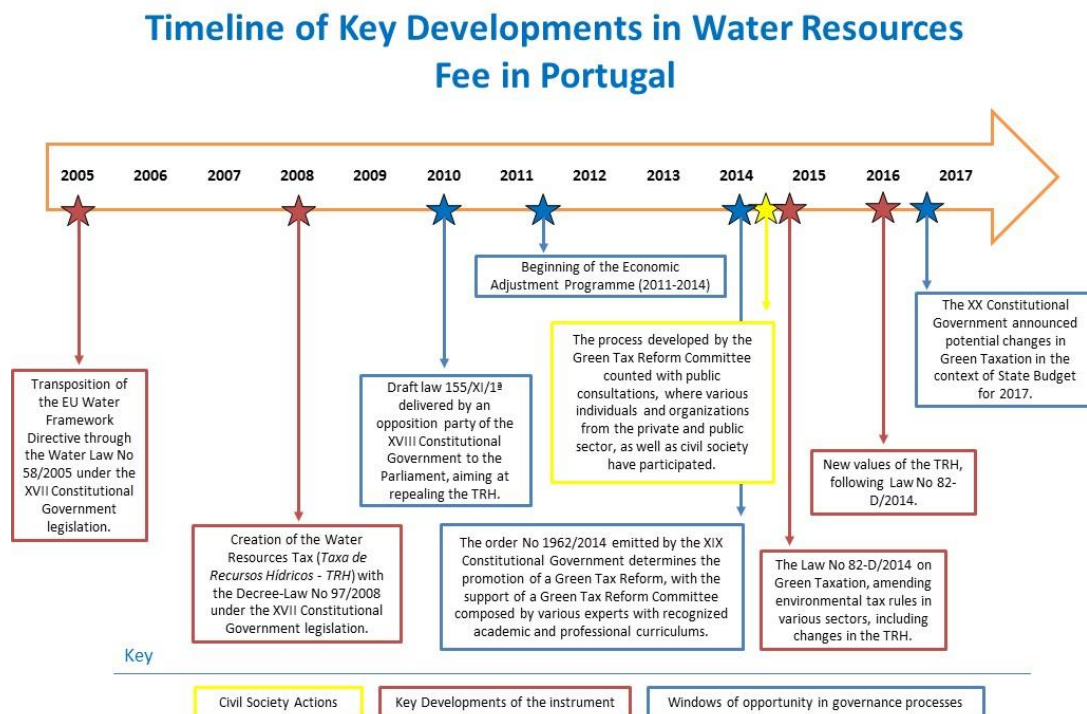 Timeline of Key Developments in Water Resources
Fee in Portugal
2005 2006 2007 2008 2009 2010 2011 2012 2013 2014 2015 2016 2017
Beginning of the Economic
Adjustment Programme (2011-2014)
The XX Constitutional
Government announced
potential changes in
Green Taxation in the
context of State Budget
for 2017.
The process developed by the
Green Tax Reform Committee
counted with public
consultations, where various
individuals and organizations
from the private and public
sector, as well as civil society
have participated.
Transposition of
the EU Water
Framework
Directive through
the Water Law No
58/2005 under the
XVII Constitutional
Government
legislation.
Draft law 155/XI/1ª
delivered by an
opposition party of the
XVIII Constitutional
Government to the
Parliament, aiming at
repealing the TRH.
New values of the TRH,
following Law No 82-
D/2014.
Creation of the Water
Resources Tax (Taxa de
Recursos Hídricos - TRH) with
the Decree-Law No 97/2008
under the XVII Constitutional
Government legislation.
The order No 1962/2014 emitted by the XIX
Constitutional Government determines the
promotion of a Green Tax Reform, with the
support of a Green Tax Reform Committee
composed by various experts with recognized
academic and professional curriculums.
The Law No 82-D/2014 on
Green Taxation, amending
environmental tax rules in
various sectors, including
changes in the TRH.
Key
Civil Society Actions
Key Developments of the instrument
Windows of opportunity in governance processes